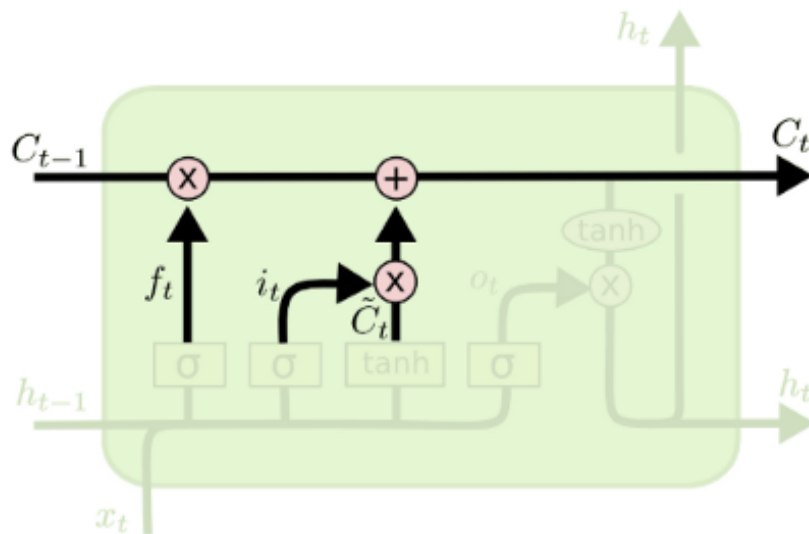 h_t
C_{t-1}
C_t
x
+
tanh
f_t
i_t
x
o_t
x
C̃_t
σ
σ
tanh
σ
h_{t-1}
h_t
x_t